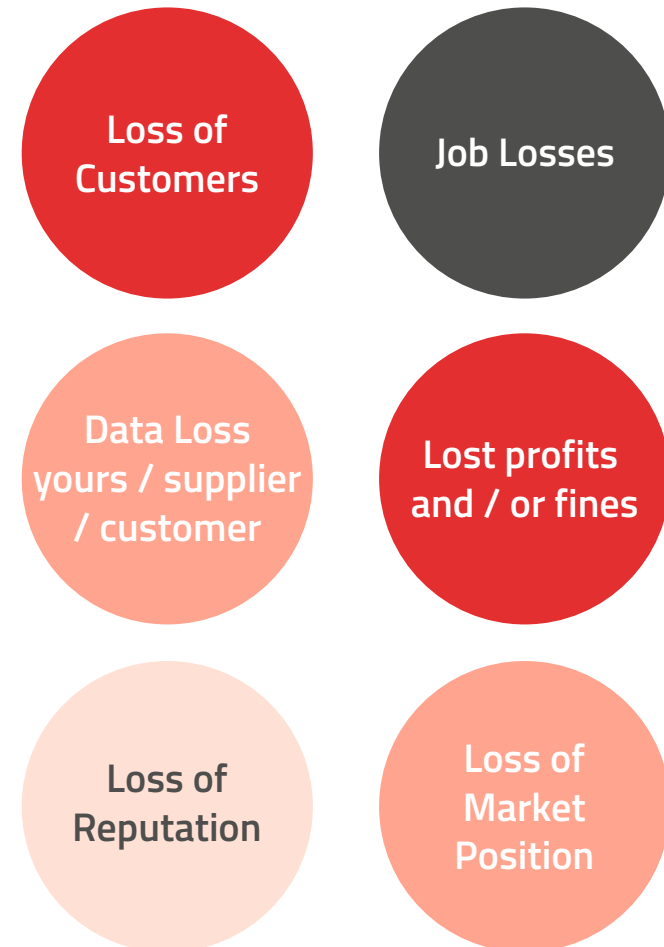 Loss of
Customers
Job Losses
Data Loss
yours / supplier
/ customer
Lost profits
and / or fines
Loss of
Reputation
Loss of
Market
Position